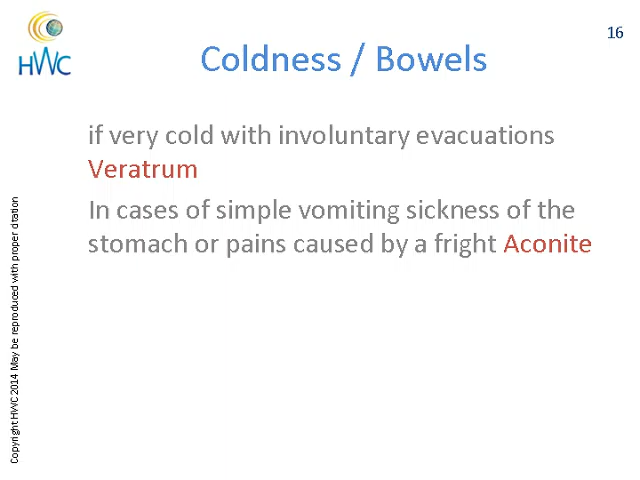 16
HWC
Coldness / Bowels
if very cold with involuntary evacuations
Veratrum
In cases of simple vomiting sickness of the
stomach or pains caused by a fright Aconite
Copyright HWC 2014 May be reproduced with proper citation